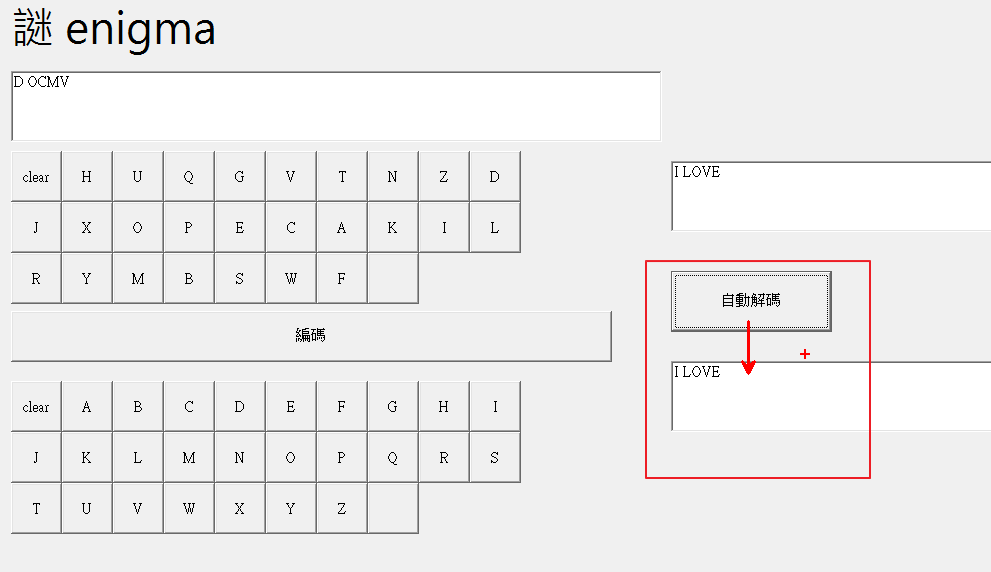 謎 enigma
D OCMV
clear H U Q G V T N Z D
J X O P E C A K I L
R Y M B S W F
編碼
clear A B C D E F G H I
J K L M N O P Q R S
T U V W X Y Z
I LOVE
自動解碼
I LOVE